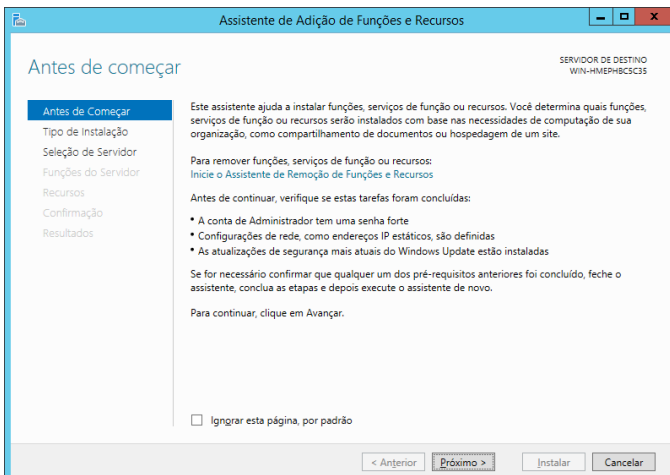 Assistente de Adição de Funções e Recursos
Antes de começar
SERVIDOR DE DESTINO
WIN-HMEPHBC5C35
Antes de Começar
Tipo de Instalação
Seleção de Servidor
Funções do Servidor
Recursos
Confirmação
Resultados
Este assistente ajuda a instalar funções, serviços de função ou recursos. Você determina quais funções,
serviços de função ou recursos serão instalados com base nas necessidades de computação de sua
organização, como compartilhamento de documentos ou hospedagem de um site.
Para remover funções, serviços de função ou recursos:
Inicie o Assistente de Remoção de Funções e Recursos
Antes de continuar, verifique se estas tarefas foram concluídas:
• A conta de Administrador tem uma senha forte
• Configurações de rede, como endereços IP estáticos, são definidas
• As atualizações de segurança mais atuais do Windows Update estão instaladas
Se for necessário confirmar que qualquer um dos pré-requisitos anteriores foi concluído, feche o
assistente, conclua as etapas e depois execute o assistente de novo.
Para continuar, clique em Avançar.
Ignorar esta página, por padrão
< Anterior
Próximo >
Instalar
Cancelar